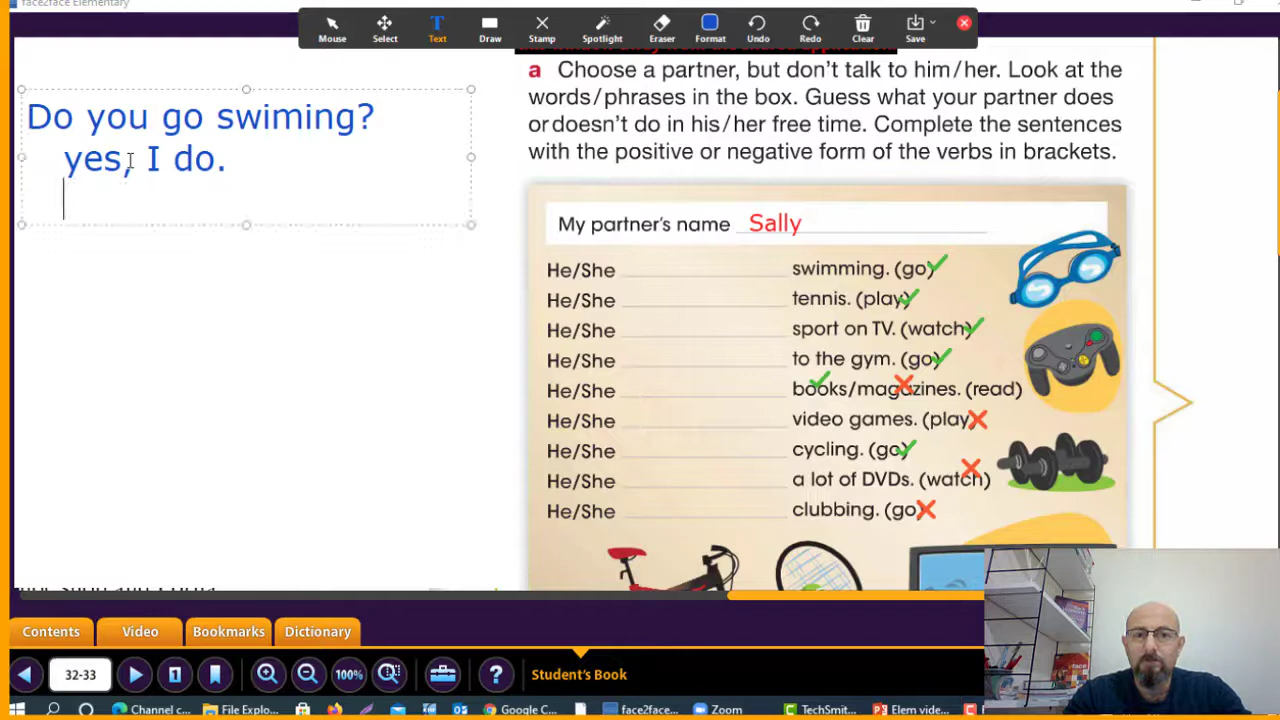 face2face Elementary
Mouse Select Text Draw Stamp Spotlight Eraser Format Undo Redo Clear Save
Do you go swiming?
yes, I do.
a Choose a partner, but don't talk to him/her. Look at the
words/phrases in the box. Guess what your partner does
or doesn't do in his/her free time. Complete the sentences
with the positive or negative form of the verbs in brackets.
My partner's name Sally
He/She swimming. (go)
He/She tennis. (play)
He/She sport on TV. (watch)
He/She to the gym. (go)
He/She books/magazines. (read)
He/She video games. (play)
He/She cycling. (go)
He/She a lot of DVDs. (watch)
He/She clubbing. (go)
Contents Video Bookmarks Dictionary
32-33 1 100% ? Student's Book
Channel c... File Explo... Google C... face2face... Zoom TechSmit... Elem vide...